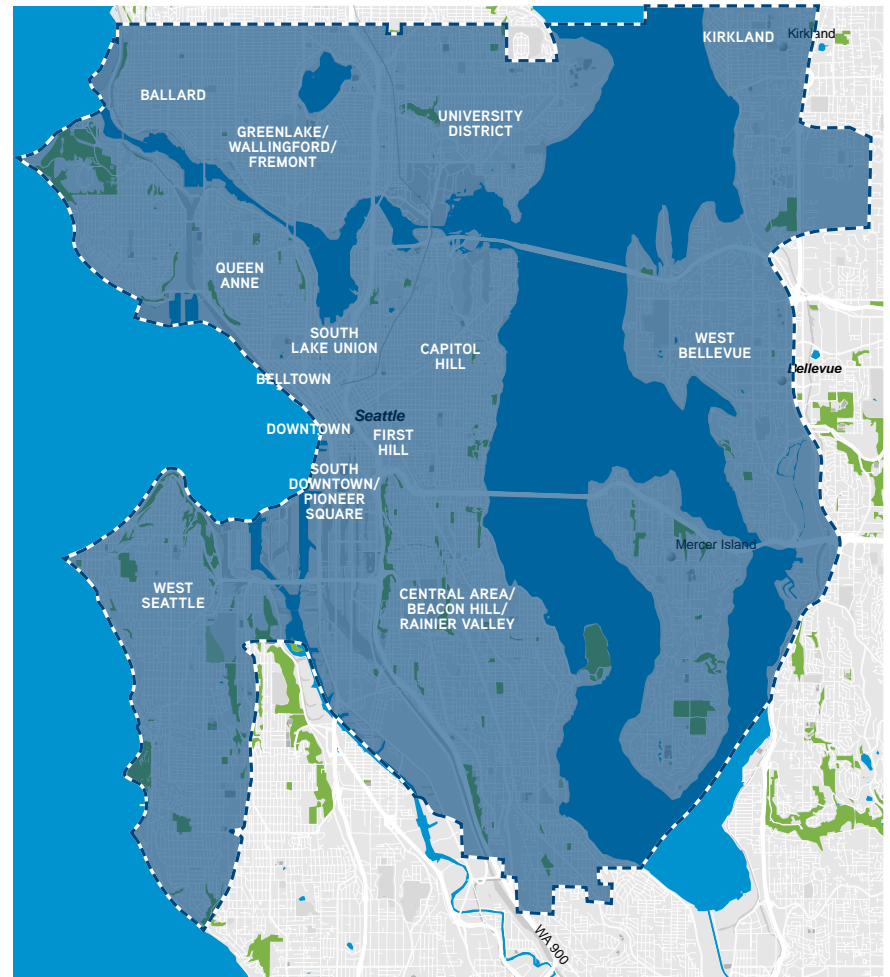 KIRKLAND
Kirkland
BALLARD
UNIVERSITY
DISTRICT
GREENLAKE/
WALLINGFORD/
FREMONT
QUEEN
ANNE
SOUTH
LAKE UNION
CAPITOL
HILL
WEST
BELLEVUE
Bellevue
BELLTOWN
Seattle
DOWNTOWN
FIRST
HILL
SOUTH
DOWNTOWN/
PIONEER
SQUARE
Mercer Island
WEST
SEATTLE
CENTRAL AREA/
BEACON HILL/
RAINIER VALLEY
WA 900